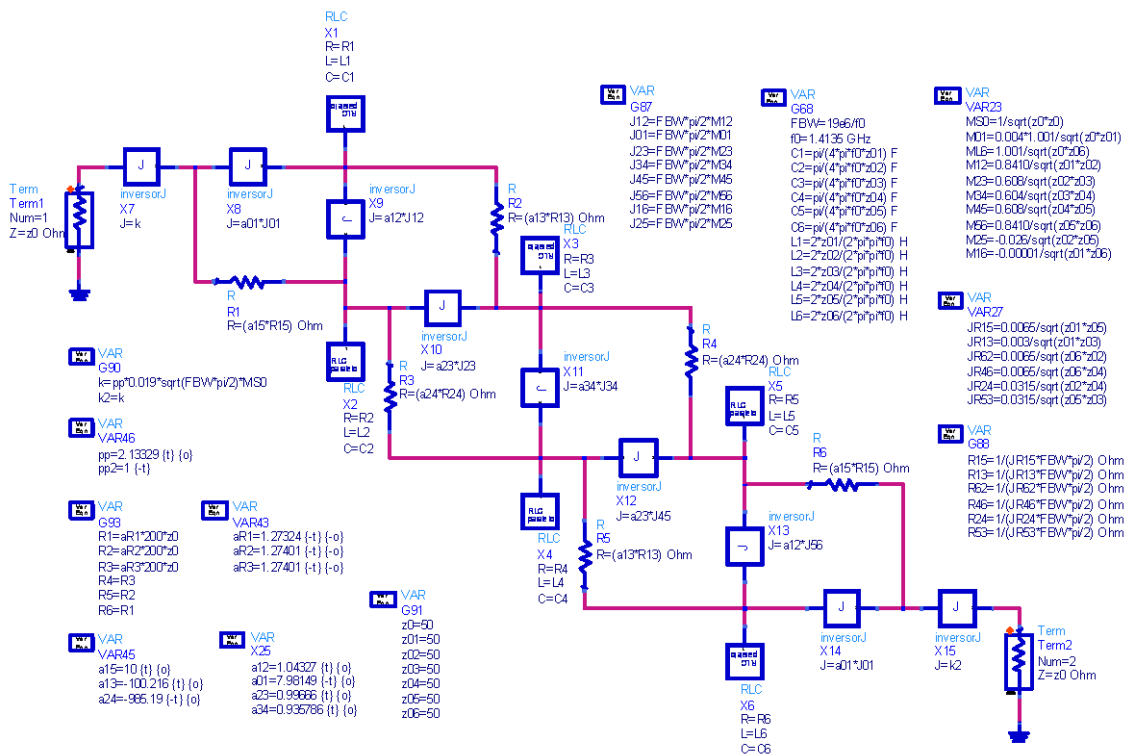 RLC
X1
R=R1
L=L1
C=C1
Term
Term1
Num=1
Z=z0 Ohm
J
inversorJ
X7
J=k
J
inversorJ
X8
J=a01*J01
J
inversorJ
X9
J=a12*J12
R
R2
R=(a13*R13) Ohm
R
R1
R=(a15*R15) Ohm
RLC
X3
R=R3
L=L3
C=C3
J
inversorJ
X10
J=a23*J23
RLC
X2
R=R2
L=L2
C=C2
R
R3
R=(a24*R24) Ohm
J
inversorJ
X11
J=a34*J34
R
R4
R=(a24*R24) Ohm
RLC
X5
R=R5
L=L5
C=C5
J
inversorJ
X12
J=a23*J45
R
R6
R=(a15*R15) Ohm
RLC
X4
R=R4
L=L4
C=C4
R
R5
R=(a13*R13) Ohm
J
inversorJ
X13
J=a12*J56
J
inversorJ
X14
J=a01*J01
J
inversorJ
X15
J=k2
RLC
X6
R=R6
L=L6
C=C6
Term
Term2
Num=2
Z=z0 Ohm
Var
Eqn
VAR
G87
J12=FBW*pi/2*M12
J01=FBW*pi/2*M01
J23=FBW*pi/2*M23
J34=FBW*pi/2*M34
J45=FBW*pi/2*M45
J56=FBW*pi/2*M56
J16=FBW*pi/2*M16
J25=FBW*pi/2*M25
Var
Eqn
VAR
G68
FBW=19e6/f0
f0=1.4135 GHz
C1=pi/(4*pi*f0*z01) F
C2=pi/(4*pi*f0*z02) F
C3=pi/(4*pi*f0*z03) F
C4=pi/(4*pi*f0*z04) F
C5=pi/(4*pi*f0*z05) F
C6=pi/(4*pi*f0*z06) F
L1=2*z01/(2*pi*pi*f0) H
L2=2*z02/(2*pi*pi*f0) H
L3=2*z03/(2*pi*pi*f0) H
L4=2*z04/(2*pi*pi*f0) H
L5=2*z05/(2*pi*pi*f0) H
L6=2*z06/(2*pi*pi*f0) H
Var
Eqn
VAR
VAR23
MS0=1/sqrt(z0*z0)
M01=0.004*1.001/sqrt(z0*z01)
ML6=1.001/sqrt(z0*z06)
M12=0.8410/sqrt(z01*z02)
M23=0.608/sqrt(z02*z03)
M34=0.604/sqrt(z03*z04)
M45=0.608/sqrt(z04*z05)
M56=0.8410/sqrt(z05*z06)
M25=-0.026/sqrt(z02*z05)
M16=-0.00001/sqrt(z01*z06)
Var
Eqn
VAR
VAR27
JR15=0.0065/sqrt(z01*z05)
JR13=0.003/sqrt(z01*z03)
JR62=0.0065/sqrt(z06*z02)
JR46=0.0065/sqrt(z06*z04)
JR24=0.0315/sqrt(z02*z04)
JR53=0.0315/sqrt(z05*z03)
Var
Eqn
VAR
G88
R15=1/(JR15*FBW*pi/2) Ohm
R13=1/(JR13*FBW*pi/2) Ohm
R62=1/(JR62*FBW*pi/2) Ohm
R46=1/(JR46*FBW*pi/2) Ohm
R24=1/(JR24*FBW*pi/2) Ohm
R53=1/(JR53*FBW*pi/2) Ohm
Var
Eqn
VAR
G90
k=pp*0.019*sqrt(FBW*pi/2)*MS0
k2=k
Var
Eqn
VAR
VAR46
pp=2.13329 {t} {o}
pp2=1 {-t}
Var
Eqn
VAR
G93
R1=aR1*200*z0
R2=aR2*200*z0
R3=aR3*200*z0
R4=R3
R5=R2
R6=R1
Var
Eqn
VAR
VAR43
aR1=1.27324 {-t} {-o}
aR2=1.27401 {-t} {-o}
aR3=1.27401 {-t} {-o}
Var
Eqn
VAR
VAR45
a15=10 {t} {o}
a13=-100.216 {t} {o}
a24=-985.19 {-t} {o}
Var
Eqn
VAR
X25
a12=1.04327 {t} {o}
a01=7.98149 {-t} {o}
a23=0.99666 {t} {o}
a34=0.935786 {t} {o}
Var
Eqn
VAR
G91
z0=50
z01=50
z02=50
z03=50
z04=50
z05=50
z06=50